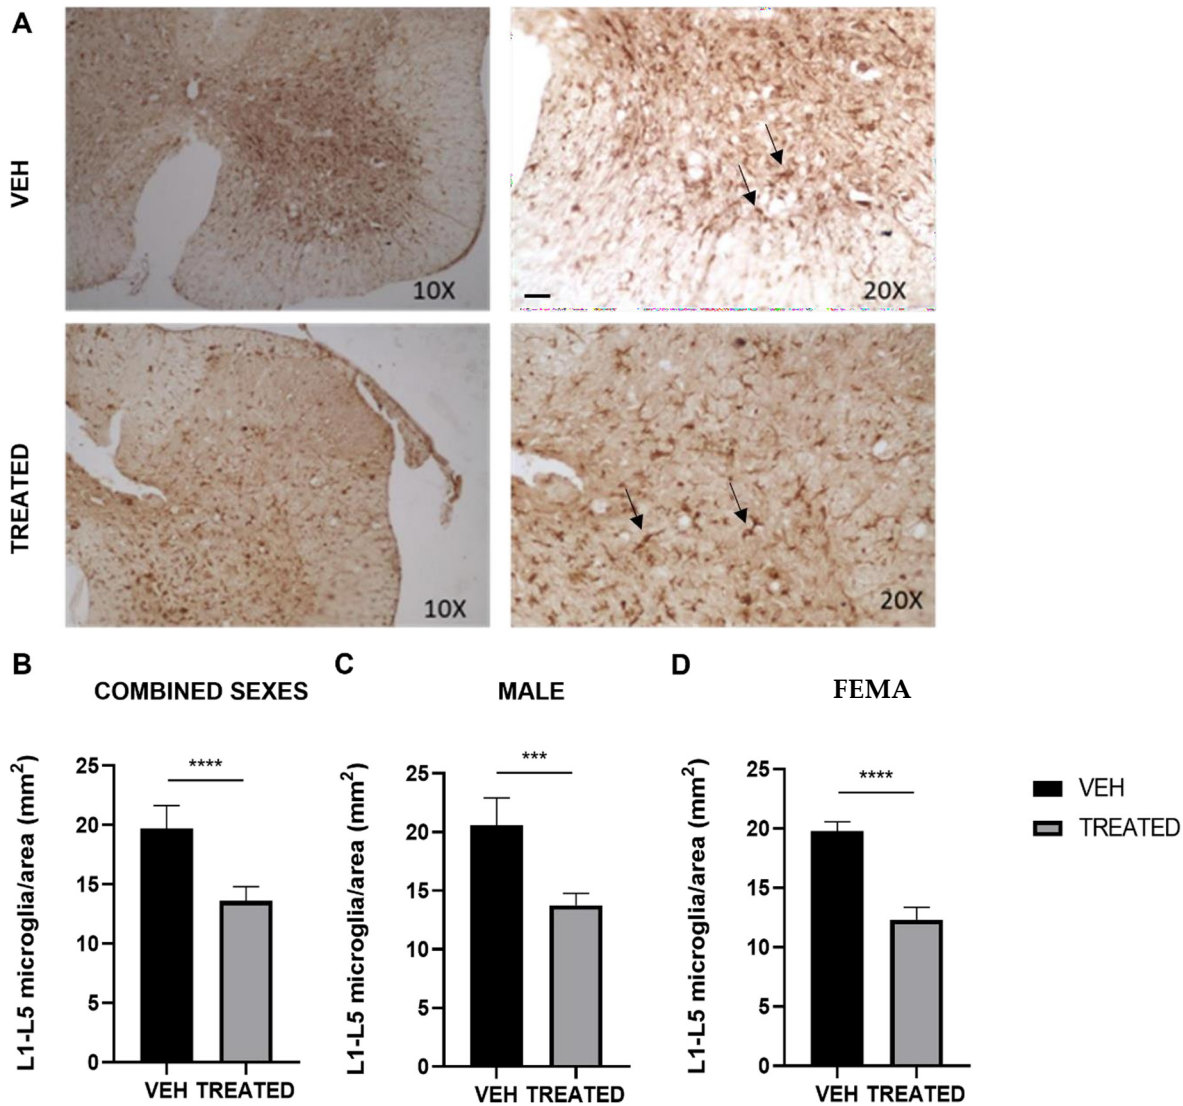 A
VEH
10X
20X
TREATED
10X
20X
B
COMBINED SEXES
L1-L5 microglia/area (mm²)
25
20
15
10
5
0
****
VEH TREATED
C
MALE
L1-L5 microglia/area (mm²)
25
20
15
10
5
0
***
VEH TREATED
D
FEMA
L1-L5 microglia/area (mm²)
25
20
15
10
5
0
****
VEH TREATED
VEH
TREATED